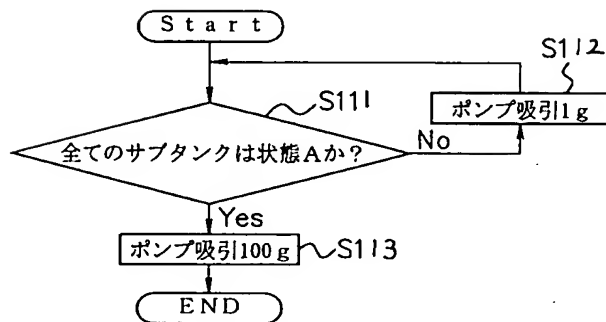 Start
S112
S111
ポンプ吸引1g
全てのサブタンクは状態Aか?
No
Yes
ポンプ吸引100g
S113
END